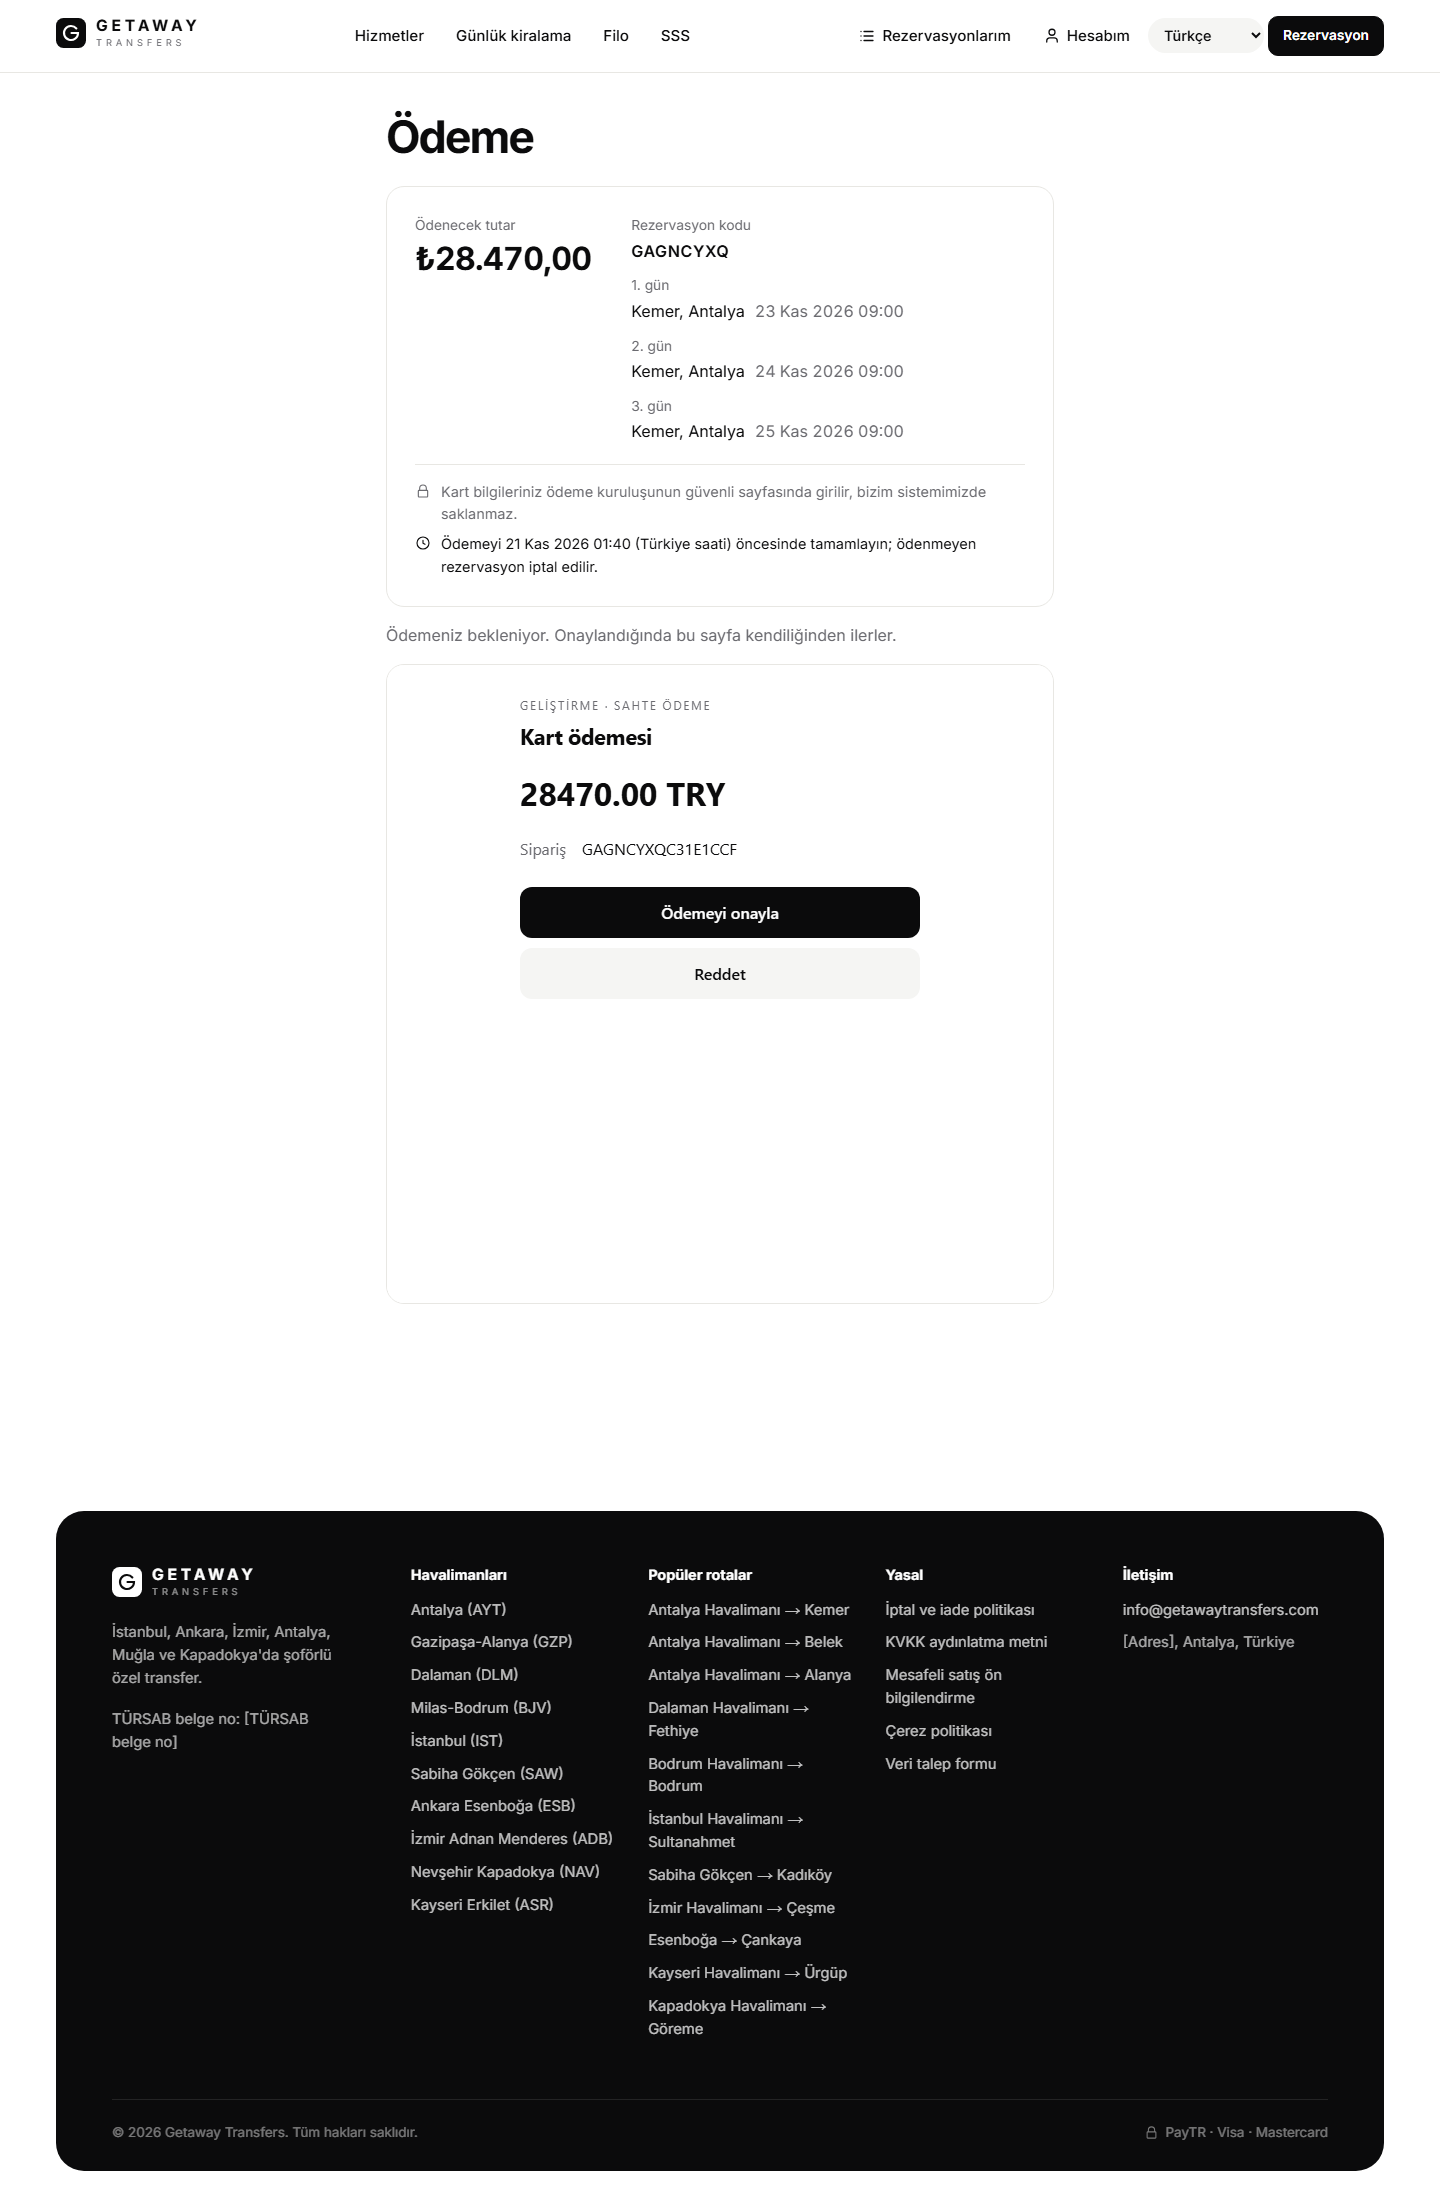 GETAWAY
TRANSFERS
Hizmetler
Günlük kiralama
Filo
SSS
Rezervasyonlarım
Hesabım
Türkçe
Rezervasyon
Ödeme
Ödenecek tutar
₺28.470,00
Rezervasyon kodu
GAGNCYXQ
1. gün
Kemer, Antalya 23 Kas 2026 09:00
2. gün
Kemer, Antalya 24 Kas 2026 09:00
3. gün
Kemer, Antalya 25 Kas 2026 09:00
Kart bilgileriniz ödeme kuruluşunun güvenli sayfasında girilir, bizim sistemimizde
saklanmaz.
Ödemeyi 21 Kas 2026 01:40 (Türkiye saati) öncesinde tamamlayın; ödenmeyen
rezervasyon iptal edilir.
Ödemeniz bekleniyor. Onaylandığında bu sayfa kendiliğinden ilerler.
GELİŞTİRME · SAHTE ÖDEME
Kart ödemesi
28470.00 TRY
Sipariş GAGNCYXQC31E1CCF
Ödemeyi onayla
Reddet
GETAWAY
TRANSFERS
İstanbul, Ankara, İzmir, Antalya,
Muğla ve Kapadokya'da şoförlü
özel transfer.
TÜRSAB belge no: [TÜRSAB
belge no]
Havalimanları
Antalya (AYT)
Gazipaşa-Alanya (GZP)
Dalaman (DLM)
Milas-Bodrum (BJV)
İstanbul (IST)
Sabiha Gökçen (SAW)
Ankara Esenboğa (ESB)
İzmir Adnan Menderes (ADB)
Nevşehir Kapadokya (NAV)
Kayseri Erkilet (ASR)
Popüler rotalar
Antalya Havalimanı → Kemer
Antalya Havalimanı → Belek
Antalya Havalimanı → Alanya
Dalaman Havalimanı →
Fethiye
Bodrum Havalimanı →
Bodrum
İstanbul Havalimanı →
Sultanahmet
Sabiha Gökçen → Kadıköy
İzmir Havalimanı → Çeşme
Esenboğa → Çankaya
Kayseri Havalimanı → Ürgüp
Kapadokya Havalimanı →
Göreme
Yasal
İptal ve iade politikası
KVKK aydınlatma metni
Mesafeli satış ön
bilgilendirme
Çerez politikası
Veri talep formu
İletişim
info@getawaytransfers.com
[Adres], Antalya, Türkiye
© 2026 Getaway Transfers. Tüm hakları saklıdır.
PayTR · Visa · Mastercard